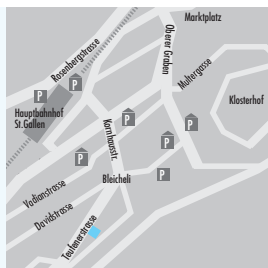 Marktplatz
Rosenbergstrasse
Oberer Graben
Multergasse
P
P
Klosterhof
Hauptbahnhof
St.Gallen
P
P
P
Kornhausstr.
P
P
Bleicheli
Vadianstrasse
Davidstrasse
Teufenerstrasse